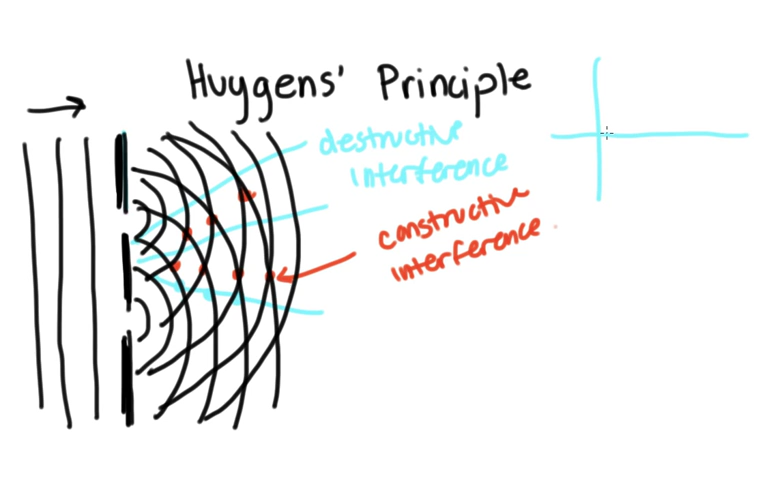 Huygens' Principle
destructive
interference
constructive
interference